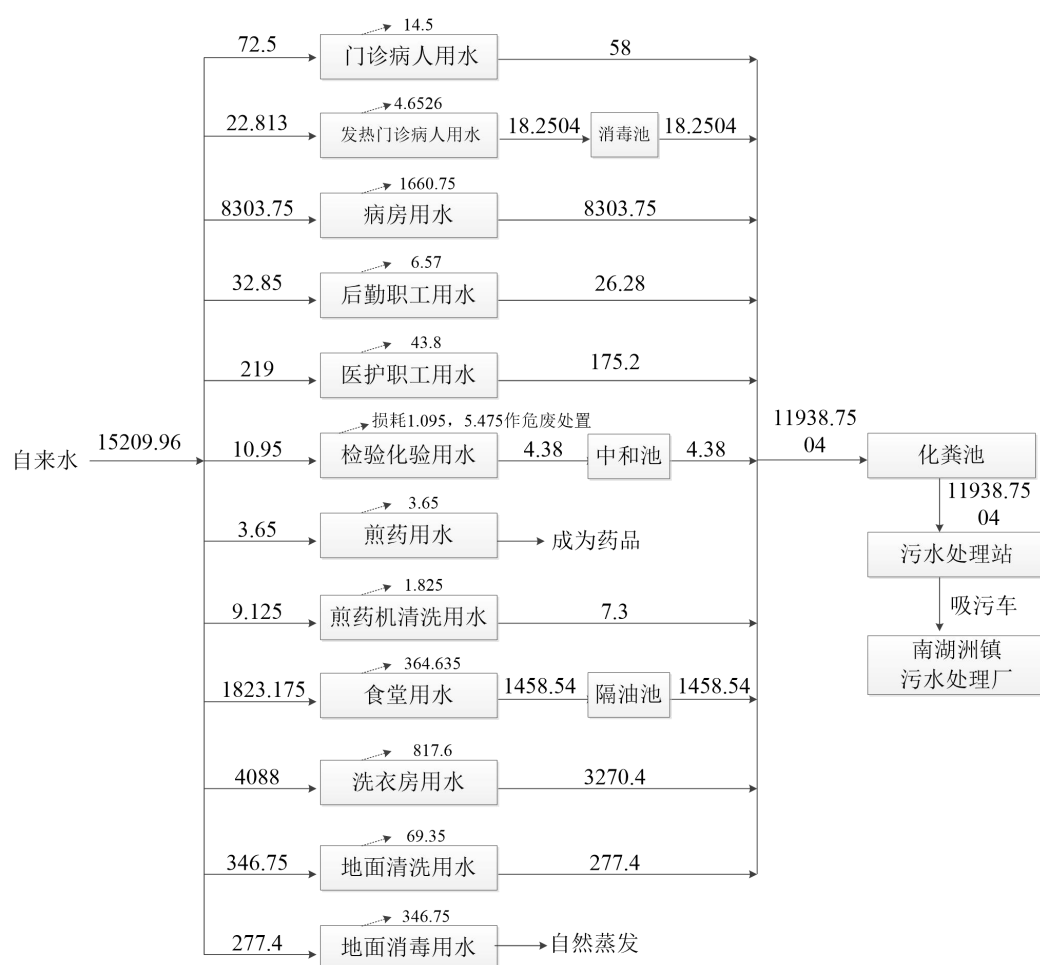 14.5
72.5
门诊病人用水
58
4.6526
22.813
发热门诊病人用水
18.2504
消毒池
18.2504
1660.75
8303.75
病房用水
8303.75
6.57
32.85
后勤职工用水
26.28
43.8
219
医护职工用水
175.2
损耗1.095，5.475作危废处置
自来水
15209.96
10.95
检验化验用水
4.38
中和池
4.38
11938.75
04
化粪池
11938.75
04
3.65
3.65
煎药用水
成为药品
污水处理站
1.825
9.125
煎药机清洗用水
7.3
吸污车
南湖洲镇
污水处理厂
364.635
1823.175
食堂用水
1458.54
隔油池
1458.54
817.6
4088
洗衣房用水
3270.4
69.35
346.75
地面清洗用水
277.4
346.75
277.4
地面消毒用水
自然蒸发